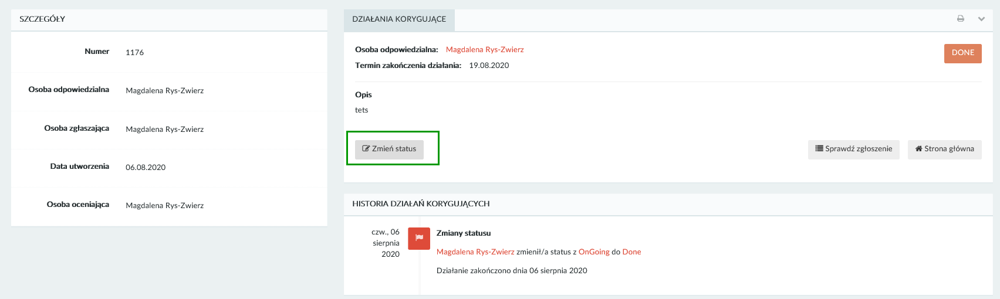 SZCZEGÓŁY
Numer 1176
Osoba odpowiedzialna Magdalena Rys-Zwierz
Osoba zgłaszająca Magdalena Rys-Zwierz
Data utworzenia 06.08.2020
Osoba oceniająca Magdalena Rys-Zwierz
DZIAŁANIA KORYGUJĄCE
Osoba odpowiedzialna: Magdalena Rys-Zwierz
DONE
Termin zakończenia działania: 19.08.2020
Opis
tets
Zmień status
Sprawdź zgłoszenie
Strona główna
HISTORIA DZIAŁAŃ KORYGUJĄCYCH
czw., 06
sierpnia
2020
Zmiany statusu
Magdalena Rys-Zwierz zmienił/a status z OnGoing do Done
Działanie zakończono dnia 06 sierpnia 2020